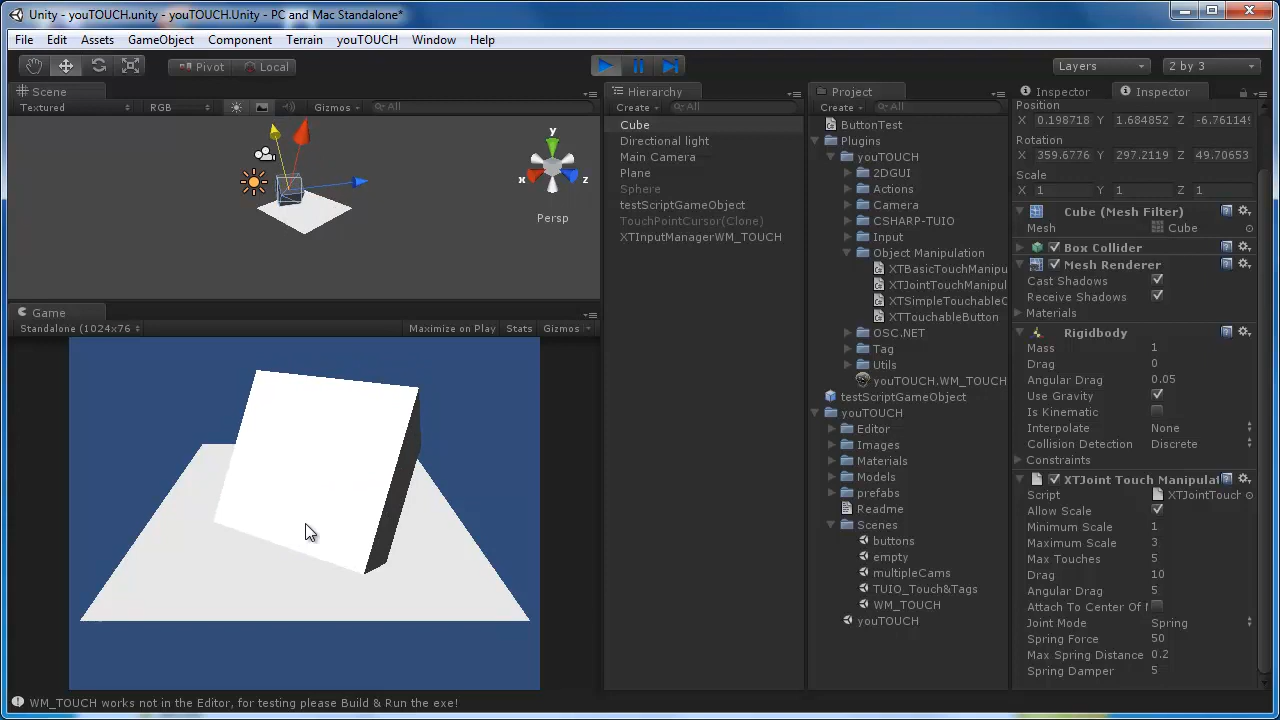 Unity - youTOUCH.unity - youTOUCH.Unity - PC and Mac Standalone*
File Edit Assets GameObject Component Terrain youTOUCH Window Help
Pivot Local Layers 2 by 3
Scene
Textured RGB Gizmos All
y
x z
Persp
Game
Standalone (1024x76 Maximize on Play Stats Gizmos
Hierarchy
Create All
Cube
Directional light
Main Camera
Plane
Sphere
testScriptGameObject
TouchPointCursor(Clone)
XTInputManagerWM_TOUCH
Project
Create All
ButtonTest
Plugins
youTOUCH
2DGUI
Actions
Camera
CSHARP-TUIO
Input
Object Manipulation
XTBasicTouchManipu
XTJointTouchManipul
XTSimpleTouchableC
XTTouchableButton
OSC.NET
Tag
Utils
youTOUCH.WM_TOUCH
testScriptGameObject
youTOUCH
Editor
Images
Materials
Models
prefabs
Readme
Scenes
buttons
empty
multipleCams
TUIO_Touch&Tags
WM_TOUCH
youTOUCH
Inspector Inspector
Position
X 0.198718 Y 1.684852 Z -6.76114
Rotation
X 359.6776 Y 297.2119 Z 49.70653
Scale
X 1 Y 1 Z 1
Cube (Mesh Filter)
Mesh Cube
Box Collider
Mesh Renderer
Cast Shadows
Receive Shadows
Materials
Rigidbody
Mass 1
Drag 0
Angular Drag 0.05
Use Gravity
Is Kinematic
Interpolate None
Collision Detection Discrete
Constraints
XTJoint Touch Manipulat
Script XTJointTouch
Allow Scale
Minimum Scale 1
Maximum Scale 3
Max Touches 5
Drag 10
Angular Drag 5
Attach To Center Of
Joint Mode Spring
Spring Force 50
Max Spring Distance 0.2
Spring Damper 5
WM_TOUCH works not in the Editor, for testing please Build & Run the exe!